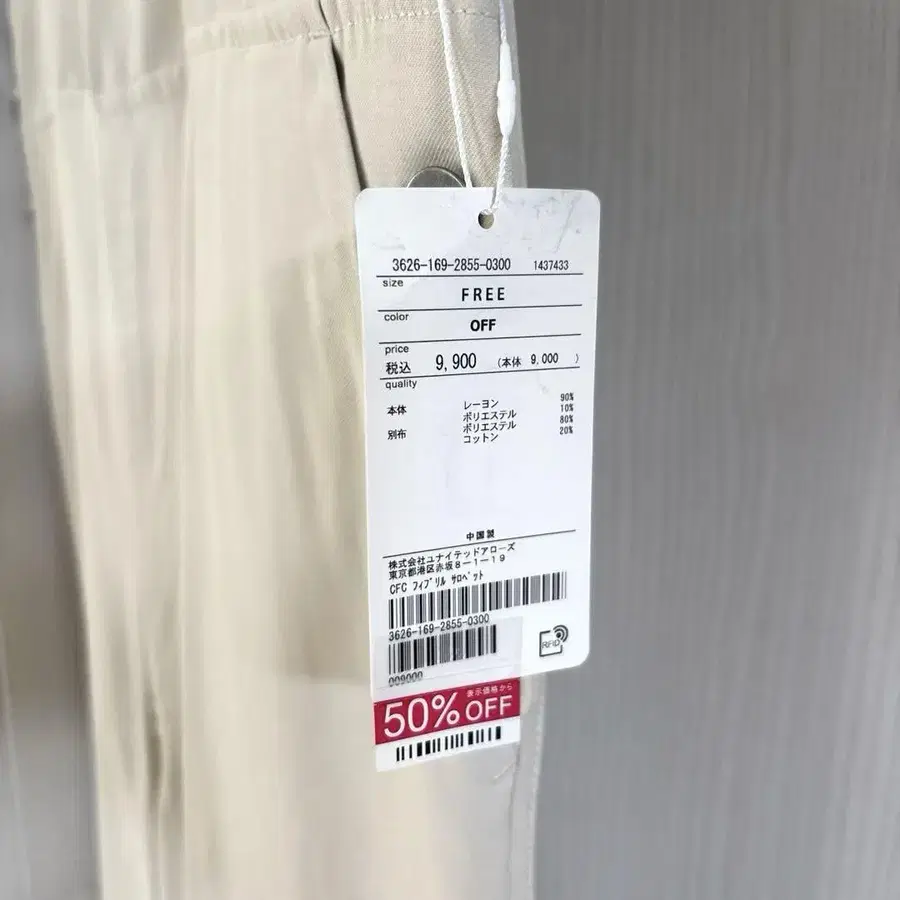 3626-169-2855-0300 1437433
size
FREE
color
OFF
price
税込 9,900 (本体 9,000 )
quality
本体 レーヨン 90%
ポリエステル 10%
別布 ポリエステル 80%
コットン 20%
中国製
株式会社ユナイテッドアローズ
東京都港区赤坂8-1-19
CFC フィブリル サロペット
3626-169-2855-0300
009000
RFID
表示価格から
50%OFF